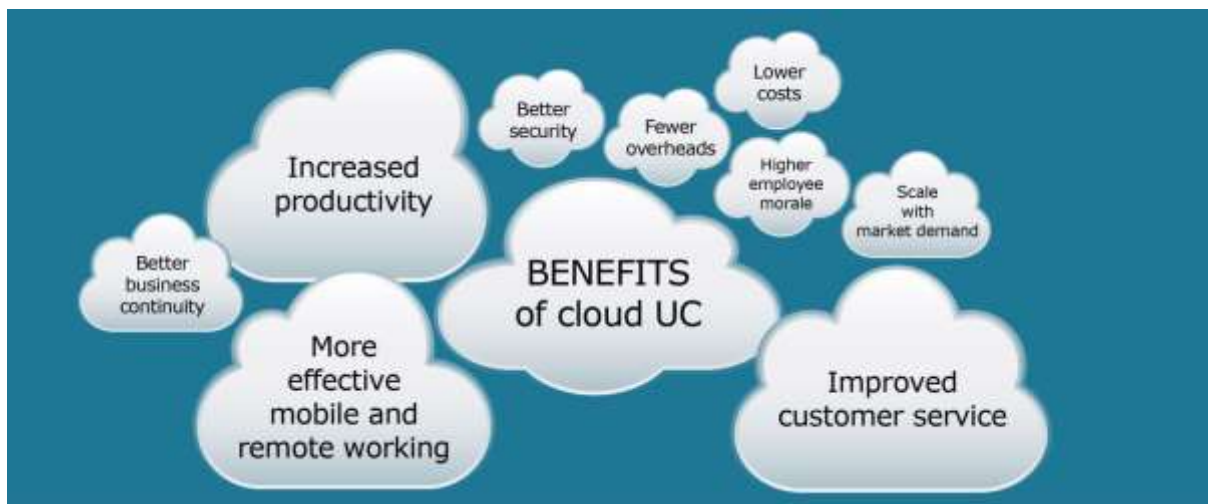 Increased
productivity
Better
security
Fewer
overheads
Lower
costs
Higher
employee
morale
Scale
with
market demand
Better
business
continuity
BENEFITS
of cloud UC
More
effective
mobile and
remote working
Improved
customer service